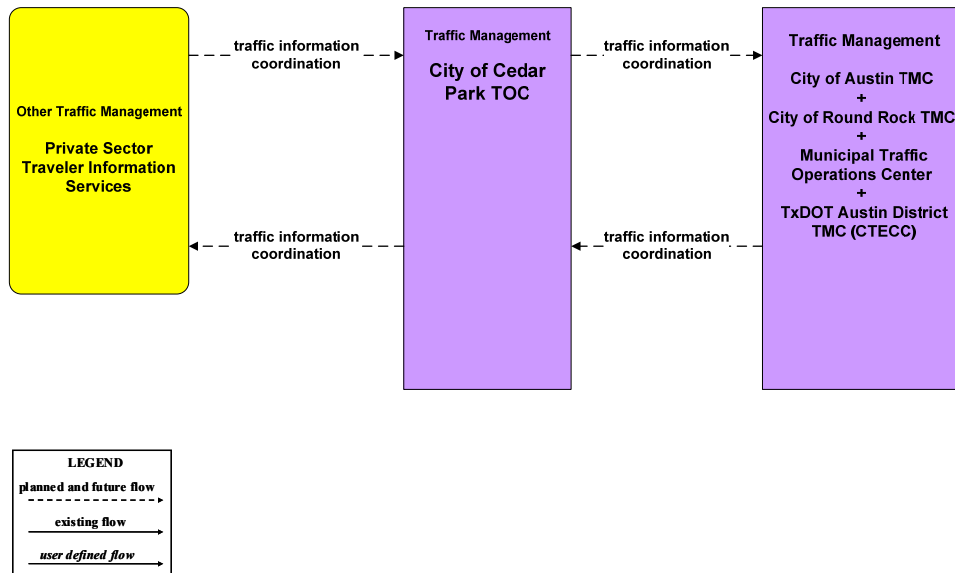 Other Traffic Management
Private Sector
Traveler Information
Services
traffic information
coordination
traffic information
coordination
Traffic Management
City of Cedar
Park TOC
traffic information
coordination
traffic information
coordination
Traffic Management
City of Austin TMC
+
City of Round Rock TMC
+
Municipal Traffic
Operations Center
+
TxDOT Austin District
TMC (CTECC)
LEGEND
planned and future flow
existing flow
user defined flow